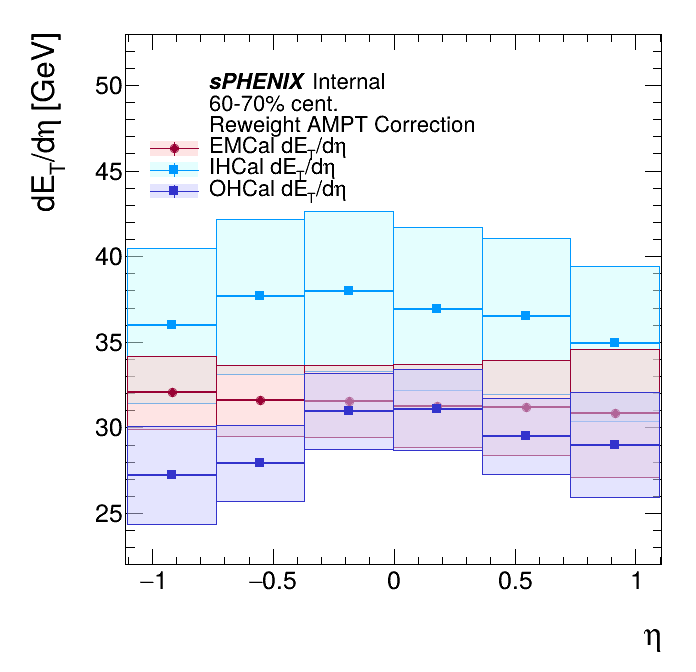 dE_T/dη [GeV]
50
45
40
35
30
25
sPHENIX Internal
60-70% cent.
Reweight AMPT Correction
EMCal dE_T/dη
IHCal dE_T/dη
OHCal dE_T/dη
−1 −0.5 0 0.5 1
η